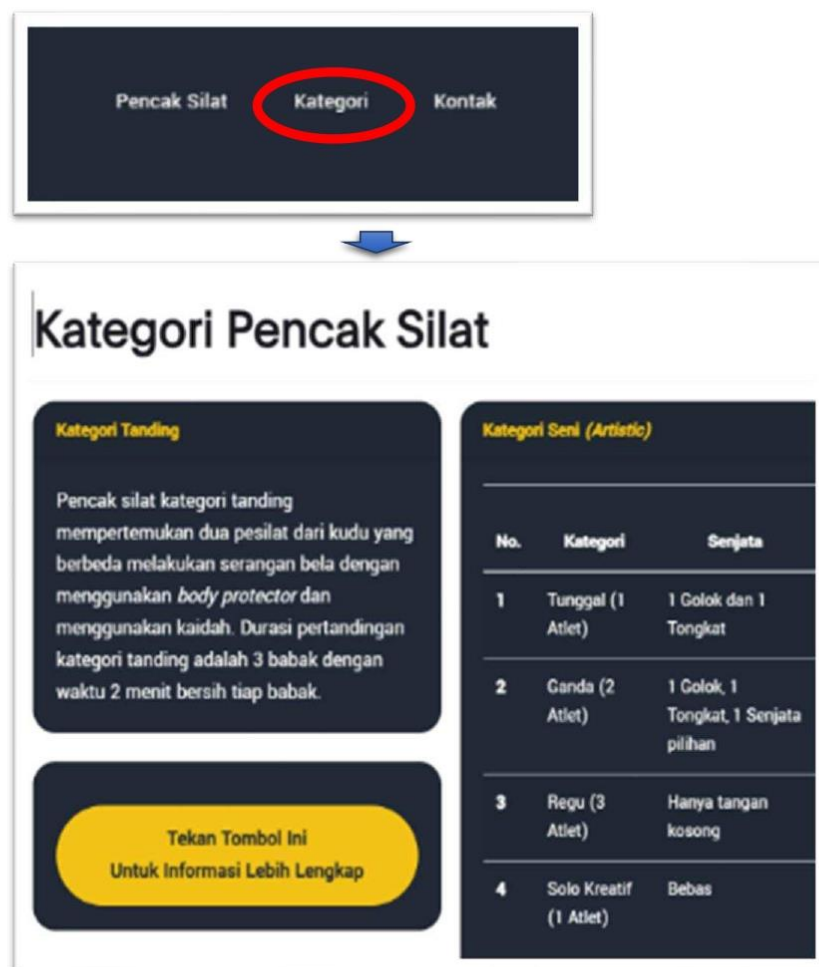 Pencak Silat Kategori Kontak
Kategori Pencak Silat
Kategori Tanding
Pencak silat kategori tanding
mempertemukan dua pesilat dari kudu yang
berbeda melakukan serangan bela dengan
menggunakan body protector dan
menggunakan kaidah. Durasi pertandingan
kategori tanding adalah 3 babak dengan
waktu 2 menit bersih tiap babak.
Tekan Tombol Ini
Untuk Informasi Lebih Lengkap
Kategori Seni (Artistic)
No. Kategori Senjata
1 Tunggal (1 1 Golok dan 1
Atlet) Tongkat
2 Ganda (2 1 Golok, 1
Atlet) Tongkat, 1 Senjata
pilihan
3 Regu (3 Hanya tangan
Atlet) kosong
4 Solo Kreatif Bebas
(1 Atlet)